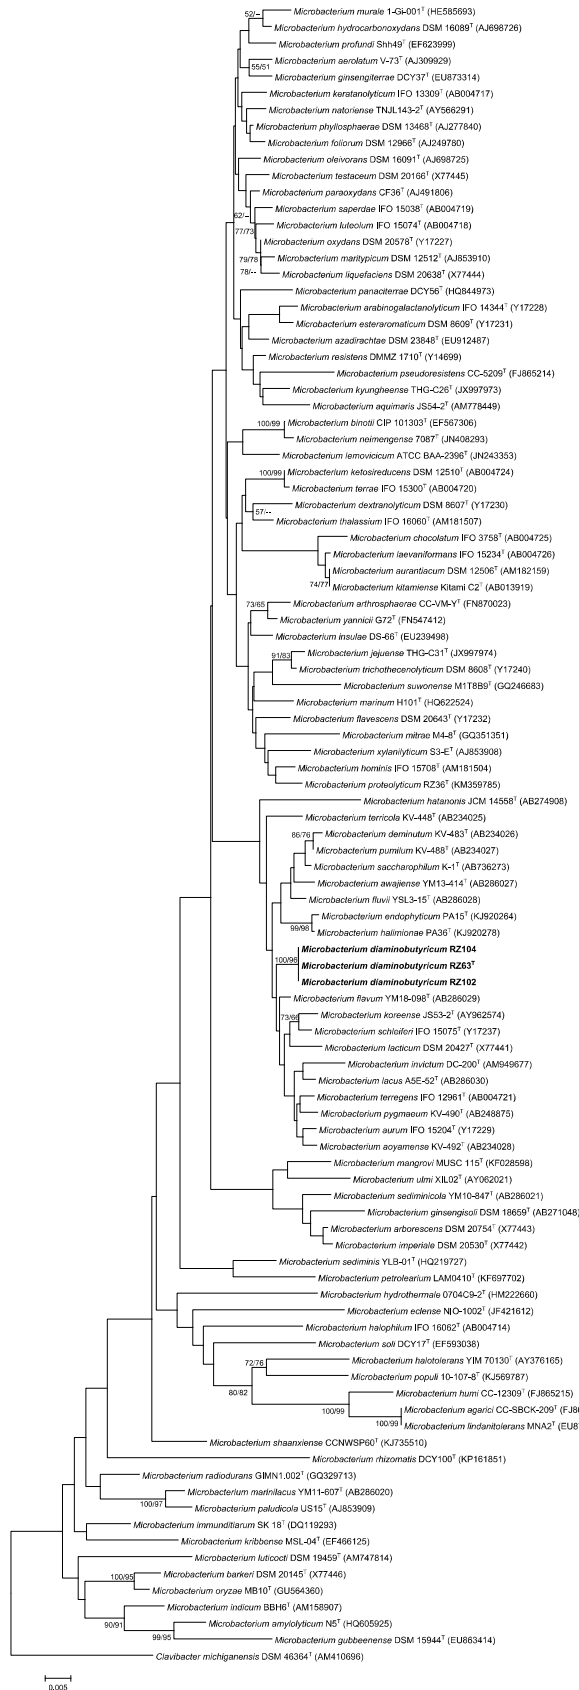 52/-- Microbacterium murale 1-Gi-001T (HE585693)
Microbacterium hydrocarbonoxydans DSM 16089T (AJ698726)
Microbacterium profundi Shh49T (EF623999)
Microbacterium aerolatum V-73T (AJ309929)
55/51
Microbacterium ginsengiterrae DCY37T (EU873314)
Microbacterium keratanolyticum IFO 13309T (AB004717)
Microbacterium natoriense TNJL143-2T (AY566291)
Microbacterium phyllosphaerae DSM 13468T (AJ277840)
Microbacterium foliorum DSM 12966T (AJ249780)
Microbacterium oleivorans DSM 16091T (AJ698725)
Microbacterium testaceum DSM 20166T (X77445)
Microbacterium paraoxydans CF36T (AJ491806)
Microbacterium saperdae IFO 15038T (AB004719)
62/--
Microbacterium luteolum IFO 15074T (AB004718)
77/73
Microbacterium oxydans DSM 20578T (Y17227)
79/78 Microbacterium maritypicum DSM 12512T (AJ853910)
78/-- Microbacterium liquefaciens DSM 20638T (X77444)
Microbacterium panaciterrae DCY56T (HQ844973)
Microbacterium arabinogalactanolyticum IFO 14344T (Y17228)
Microbacterium esteraromaticum DSM 8609T (Y17231)
Microbacterium azadirachtae DSM 23848T (EU912487)
Microbacterium resistens DMMZ 1710T (Y14699)
Microbacterium pseudoresistens CC-5209T (FJ865214)
Microbacterium kyungheense THG-C26T (JX997973)
Microbacterium aquimaris JS54-2T (AM778449)
100/99 Microbacterium binotii CIP 101303T (EF567306)
Microbacterium neimengense 7087T (JN408293)
Microbacterium lemovicicum ATCC BAA-2396T (JN243353)
100/99 Microbacterium ketosireducens DSM 12510T (AB004724)
Microbacterium terrae IFO 15300T (AB004720)
Microbacterium dextranolyticum DSM 8607T (Y17230)
57/--
Microbacterium thalassium IFO 16060T (AM181507)
Microbacterium chocolatum IFO 3758T (AB004725)
Microbacterium laevaniformans IFO 15234T (AB004726)
Microbacterium aurantiacum DSM 12506T (AM182159)
74/77 Microbacterium kitamiense Kitami C2T (AB013919)
73/65 Microbacterium arthrosphaerae CC-VM-YT (FN870023)
Microbacterium yannicii G72T (FN547412)
Microbacterium insulae DS-66T (EU239498)
91/83 Microbacterium jejuense THG-C31T (JX997974)
Microbacterium trichothecenolyticum DSM 8608T (Y17240)
Microbacterium suwonense M1T8B9T (GQ246683)
Microbacterium marinum H101T (HQ622524)
Microbacterium flavescens DSM 20643T (Y17232)
Microbacterium mitrae M4-8T (GQ351351)
Microbacterium xylanilyticum S3-ET (AJ853908)
Microbacterium hominis IFO 15708T (AM181504)
Microbacterium proteolyticum RZ36T (KM359785)
Microbacterium hatanonis JCM 14558T (AB274908)
Microbacterium terricola KV-448T (AB234025)
86/76 Microbacterium deminutum KV-483T (AB234026)
Microbacterium pumilum KV-488T (AB234027)
Microbacterium saccharophilum K-1T (AB736273)
Microbacterium awajiense YM13-414T (AB286027)
Microbacterium fluvii YSL3-15T (AB286028)
Microbacterium endophyticum PA15T (KJ920264)
99/98
Microbacterium halimionae PA36T (KJ920278)
Microbacterium diaminobutyricum RZ104
100/96
Microbacterium diaminobutyricum RZ63T
Microbacterium diaminobutyricum RZ102
Microbacterium flavum YM18-098T (AB286029)
73/66 Microbacterium koreense JS53-2T (AY962574)
Microbacterium schleiferi IFO 15075T (Y17237)
Microbacterium lacticum DSM 20427T (X77441)
Microbacterium invictum DC-200T (AM949677)
Microbacterium lacus A5E-52T (AB286030)
Microbacterium terregens IFO 12961T (AB004721)
Microbacterium pygmaeum KV-490T (AB248875)
Microbacterium aurum IFO 15204T (Y17229)
Microbacterium aoyamense KV-492T (AB234028)
Microbacterium mangrovi MUSC 115T (KF028598)
Microbacterium ulmi XIL02T (AY062021)
Microbacterium sediminicola YM10-847T (AB286021)
Microbacterium ginsengisoli DSM 18659T (AB271048)
Microbacterium arborescens DSM 20754T (X77443)
Microbacterium imperiale DSM 20530T (X77442)
Microbacterium sediminis YLB-01T (HQ219727)
Microbacterium petrolearium LAM0410T (KF697702)
Microbacterium hydrothermale 0704C9-2T (HM222660)
Microbacterium eclense NIO-1002T (JF421612)
Microbacterium halophilum IFO 16062T (AB004714)
Microbacterium soli DCY17T (EF593038)
72/76 Microbacterium halotolerans YIM 70130T (AY376165)
Microbacterium populi 10-107-8T (KJ569787)
80/82
Microbacterium humi CC-12309T (FJ865215)
100/99 Microbacterium agarici CC-SBCK-209T (FJ8
100/99 Microbacterium lindanitolerans MNA2T (EU8
Microbacterium shaanxiense CCNWSP60T (KJ735510)
Microbacterium rhizomatis DCY100T (KP161851)
Microbacterium radiodurans GIMN1.002T (GQ329713)
Microbacterium marinilacus YM11-607T (AB286020)
100/97
Microbacterium paludicola US15T (AJ853909)
Microbacterium immunditiarum SK 18T (DQ119293)
Microbacterium kribbense MSL-04T (EF466125)
Microbacterium luticocti DSM 19459T (AM747814)
100/95 Microbacterium barkeri DSM 20145T (X77446)
Microbacterium oryzae MB10T (GU564360)
Microbacterium indicum BBH6T (AM158907)
90/91
Microbacterium amylolyticum N5T (HQ605925)
99/95
Microbacterium gubbeenense DSM 15944T (EU863414)
Clavibacter michiganensis DSM 46364T (AM410696)
0.005